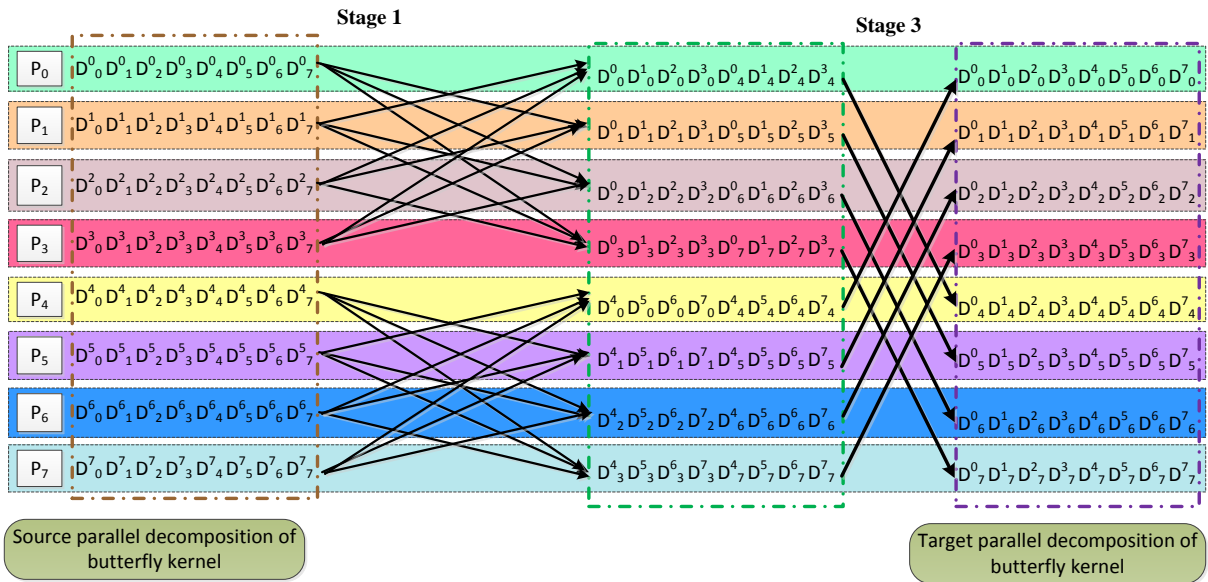 Stage 1
Stage 3
P₀ D⁰₀ D⁰₁ D⁰₂ D⁰₃ D⁰₄ D⁰₅ D⁰₆ D⁰₇ D⁰₀ D¹₀ D²₀ D³₀ D⁰₄ D¹₄ D²₄ D³₄ D⁰₀ D¹₀ D²₀ D³₀ D⁴₀ D⁵₀ D⁶₀ D⁷₀
P₁ D¹₀ D¹₁ D¹₂ D¹₃ D¹₄ D¹₅ D¹₆ D¹₇ D⁰₁ D¹₁ D²₁ D³₁ D⁰₅ D¹₅ D²₅ D³₅ D⁰₁ D¹₁ D²₁ D³₁ D⁴₁ D⁵₁ D⁶₁ D⁷₁
P₂ D²₀ D²₁ D²₂ D²₃ D²₄ D²₅ D²₆ D²₇ D⁰₂ D¹₂ D²₂ D³₂ D⁰₆ D¹₆ D²₆ D³₆ D⁰₂ D¹₂ D²₂ D³₂ D⁴₂ D⁵₂ D⁶₂ D⁷₂
P₃ D³₀ D³₁ D³₂ D³₃ D³₄ D³₅ D³₆ D³₇ D⁰₃ D¹₃ D²₃ D³₃ D⁰₇ D¹₇ D²₇ D³₇ D⁰₃ D¹₃ D²₃ D³₃ D⁴₃ D⁵₃ D⁶₃ D⁷₃
P₄ D⁴₀ D⁴₁ D⁴₂ D⁴₃ D⁴₄ D⁴₅ D⁴₆ D⁴₇ D⁴₀ D⁵₀ D⁶₀ D⁷₀ D⁴₄ D⁵₄ D⁶₄ D⁷₄ D⁰₄ D¹₄ D²₄ D³₄ D⁴₄ D⁵₄ D⁶₄ D⁷₄
P₅ D⁵₀ D⁵₁ D⁵₂ D⁵₃ D⁵₄ D⁵₅ D⁵₆ D⁵₇ D⁴₁ D⁵₁ D⁶₁ D⁷₁ D⁴₅ D⁵₅ D⁶₅ D⁷₅ D⁰₅ D¹₅ D²₅ D³₅ D⁴₅ D⁵₅ D⁶₅ D⁷₅
P₆ D⁶₀ D⁶₁ D⁶₂ D⁶₃ D⁶₄ D⁶₅ D⁶₆ D⁶₇ D⁴₂ D⁵₂ D⁶₂ D⁷₂ D⁴₆ D⁵₆ D⁶₆ D⁷₆ D⁰₆ D¹₆ D²₆ D³₆ D⁴₆ D⁵₆ D⁶₆ D⁷₆
P₇ D⁷₀ D⁷₁ D⁷₂ D⁷₃ D⁷₄ D⁷₅ D⁷₆ D⁷₇ D⁴₃ D⁵₃ D⁶₃ D⁷₃ D⁴₇ D⁵₇ D⁶₇ D⁷₇ D⁰₇ D¹₇ D²₇ D³₇ D⁴₇ D⁵₇ D⁶₇ D⁷₇
Source parallel decomposition of
butterfly kernel
Target parallel decomposition of
butterfly kernel